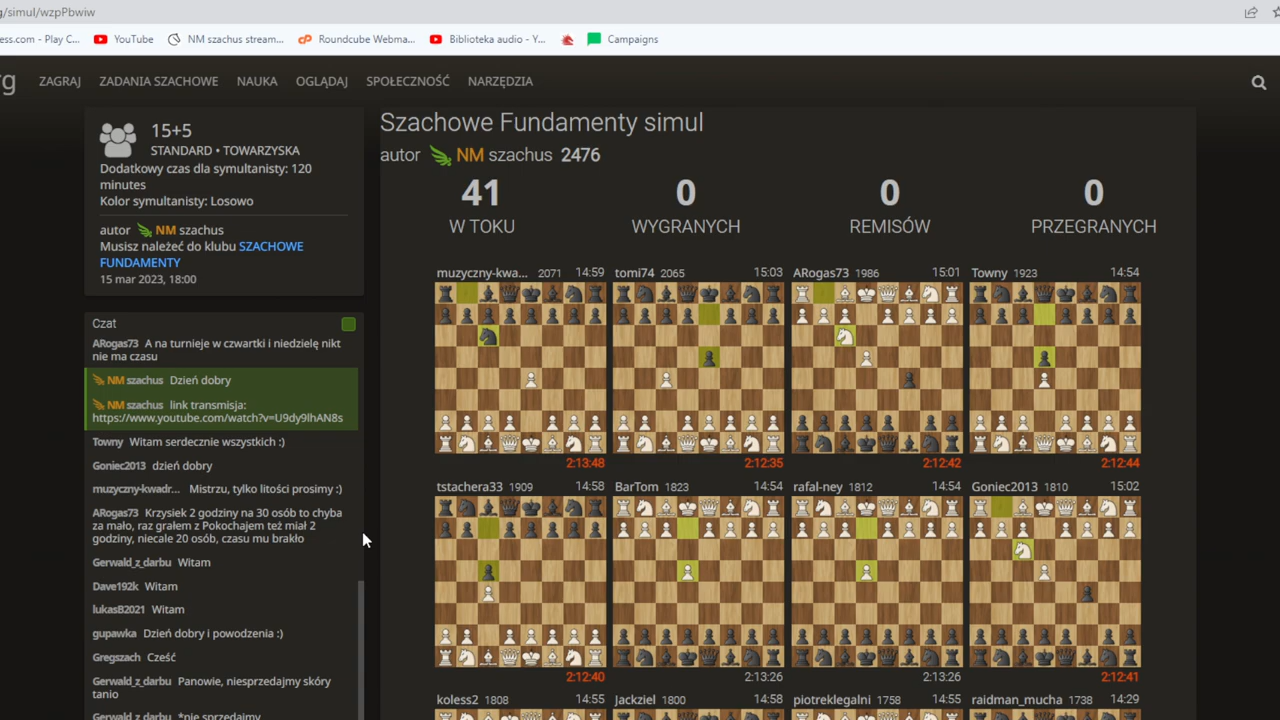 g/simul/wzpPbwiw
ess.com - Play C...
YouTube
NM szachus stream...
Roundcube Webma...
Biblioteka audio - Y...
Campaigns
rg
ZAGRAJ
ZADANIA SZACHOWE
NAUKA
OGLĄDAJ
SPOŁECZNOŚĆ
NARZĘDZIA
15+5
STANDARD • TOWARZYSKA
Dodatkowy czas dla symultanisty: 120
minutes
Kolor symultanisty: Losowo
autor NM szachus
Musisz należeć do klubu SZACHOWE
FUNDAMENTY
15 mar 2023, 18:00
Czat
ARogas73 A na turnieje w czwartki i niedzielę nikt
nie ma czasu
NM szachus Dzień dobry
NM szachus link transmisja:
https://www.youtube.com/watch?v=U9dy9lhAN8s
Towny Witam serdecznie wszystkich :)
Goniec2013 dzień dobry
muzyczny-kwadr... Mistrzu, tylko litości prosimy :)
ARogas73 Krzysiek 2 godziny na 30 osób to chyba
za mało, raz grałem z Pokochajem też miał 2
godziny, niecale 20 osób, czasu mu brakło
Gerwald_z_darbu Witam
Dave192k Witam
lukasB2021 Witam
gupawka Dzień dobry i powodzenia :)
Gregszach Cześć
Gerwald_z_darbu Panowie, niesprzedajmy skóry
tanio
Gerwald_z_darbu *nie sprzedajmy
Szachowe Fundamenty simul
autor NM szachus 2476
41
W TOKU
0
WYGRANYCH
0
REMISÓW
0
PRZEGRANYCH
muzyczny-kwa... 2071 14:59
tomi74 2065 15:03
ARogas73 1986 15:01
Towny 1923 14:54
2:13:48
2:12:35
2:12:42
2:12:44
tstachera33 1909 14:58
BarTom 1823 14:54
rafal-ney 1812 14:54
Goniec2013 1810 15:02
2:12:40
2:13:26
2:13:26
2:12:41
koless2 1808 14:55
Jackziel 1800 14:58
piotreklegalni 1758 14:55
raidman_mucha 1738 14:29